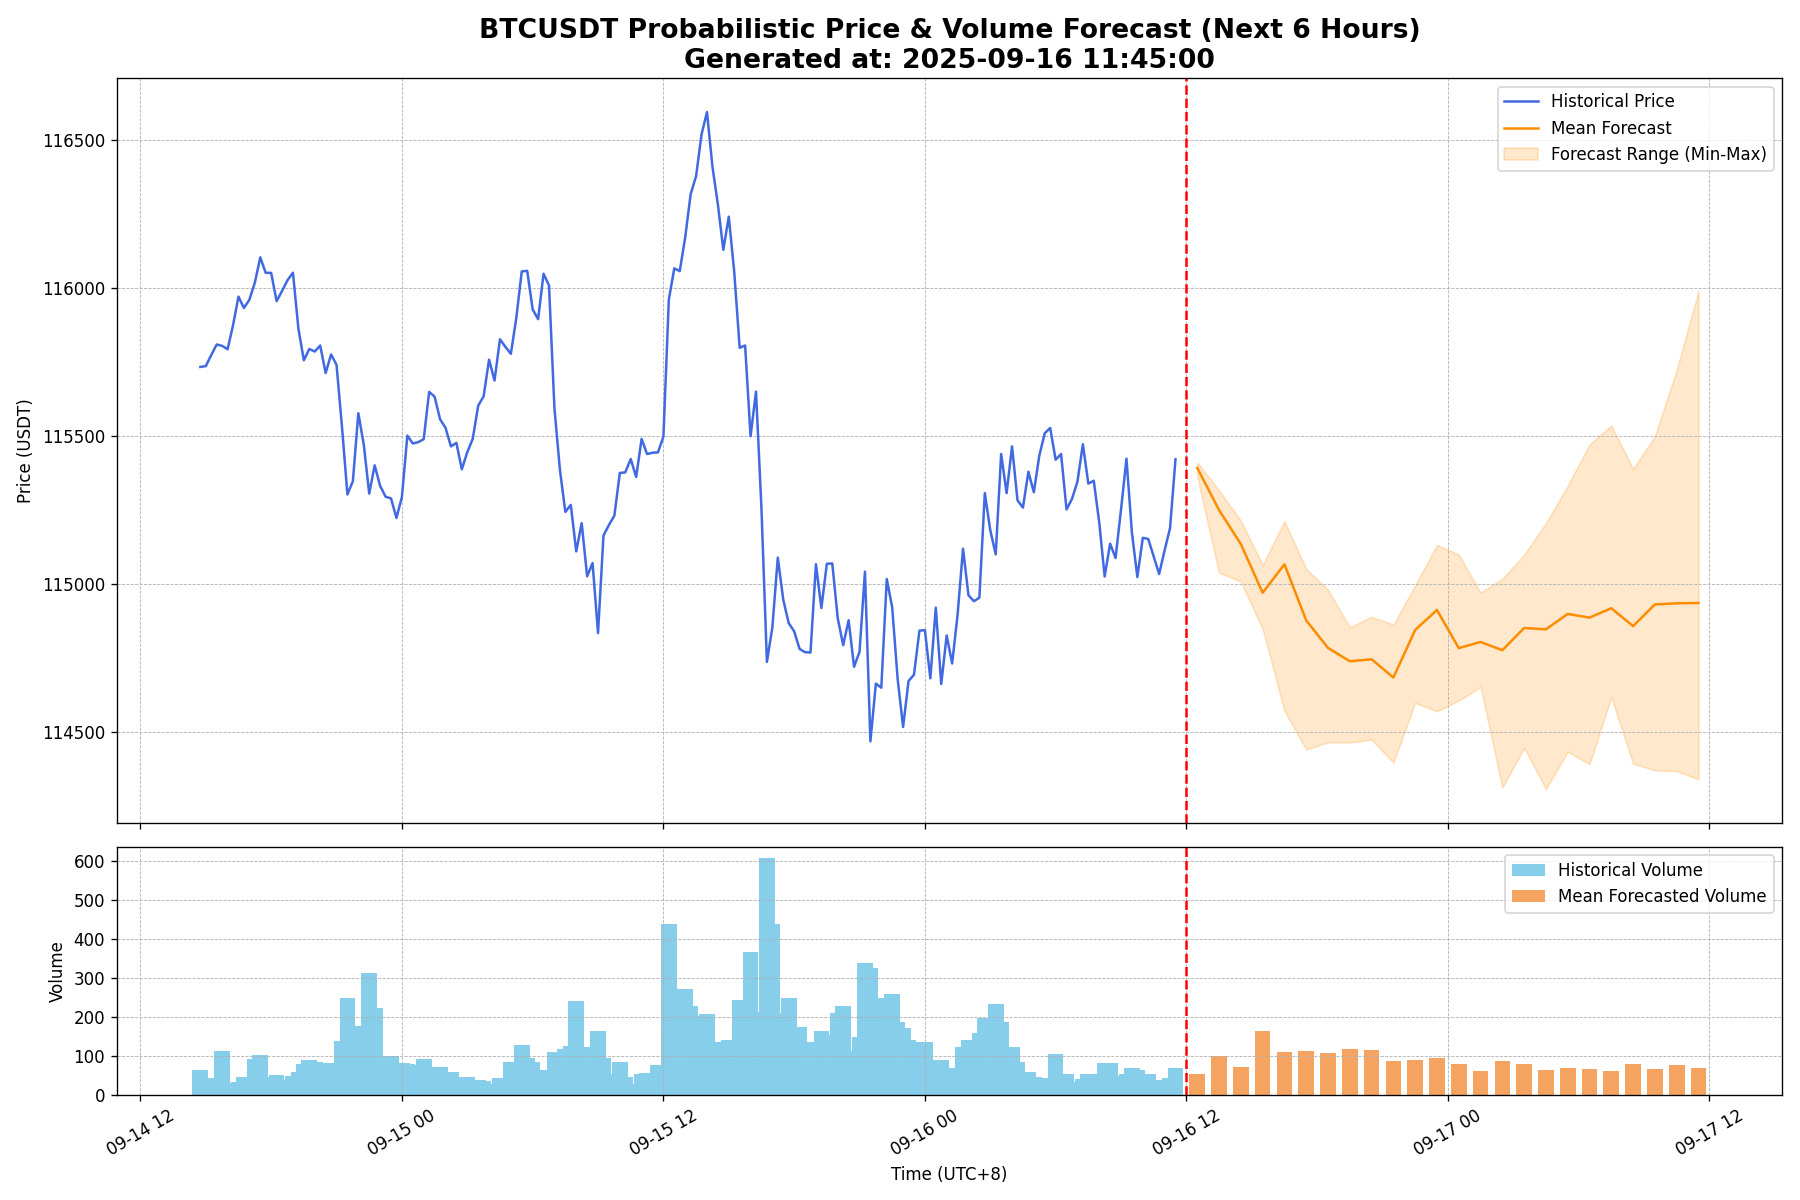 BTCUSDT Probabilistic Price & Volume Forecast (Next 6 Hours)
Generated at: 2025-09-16 11:45:00
Historical Price
Mean Forecast
Forecast Range (Min-Max)
116500
116000
115500
115000
114500
Price (USDT)
Historical Volume
Mean Forecasted Volume
600
500
400
300
200
100
0
Volume
09-14 12
09-15 00
09-15 12
09-16 00
09-16 12
09-17 00
09-17 12
Time (UTC+8)